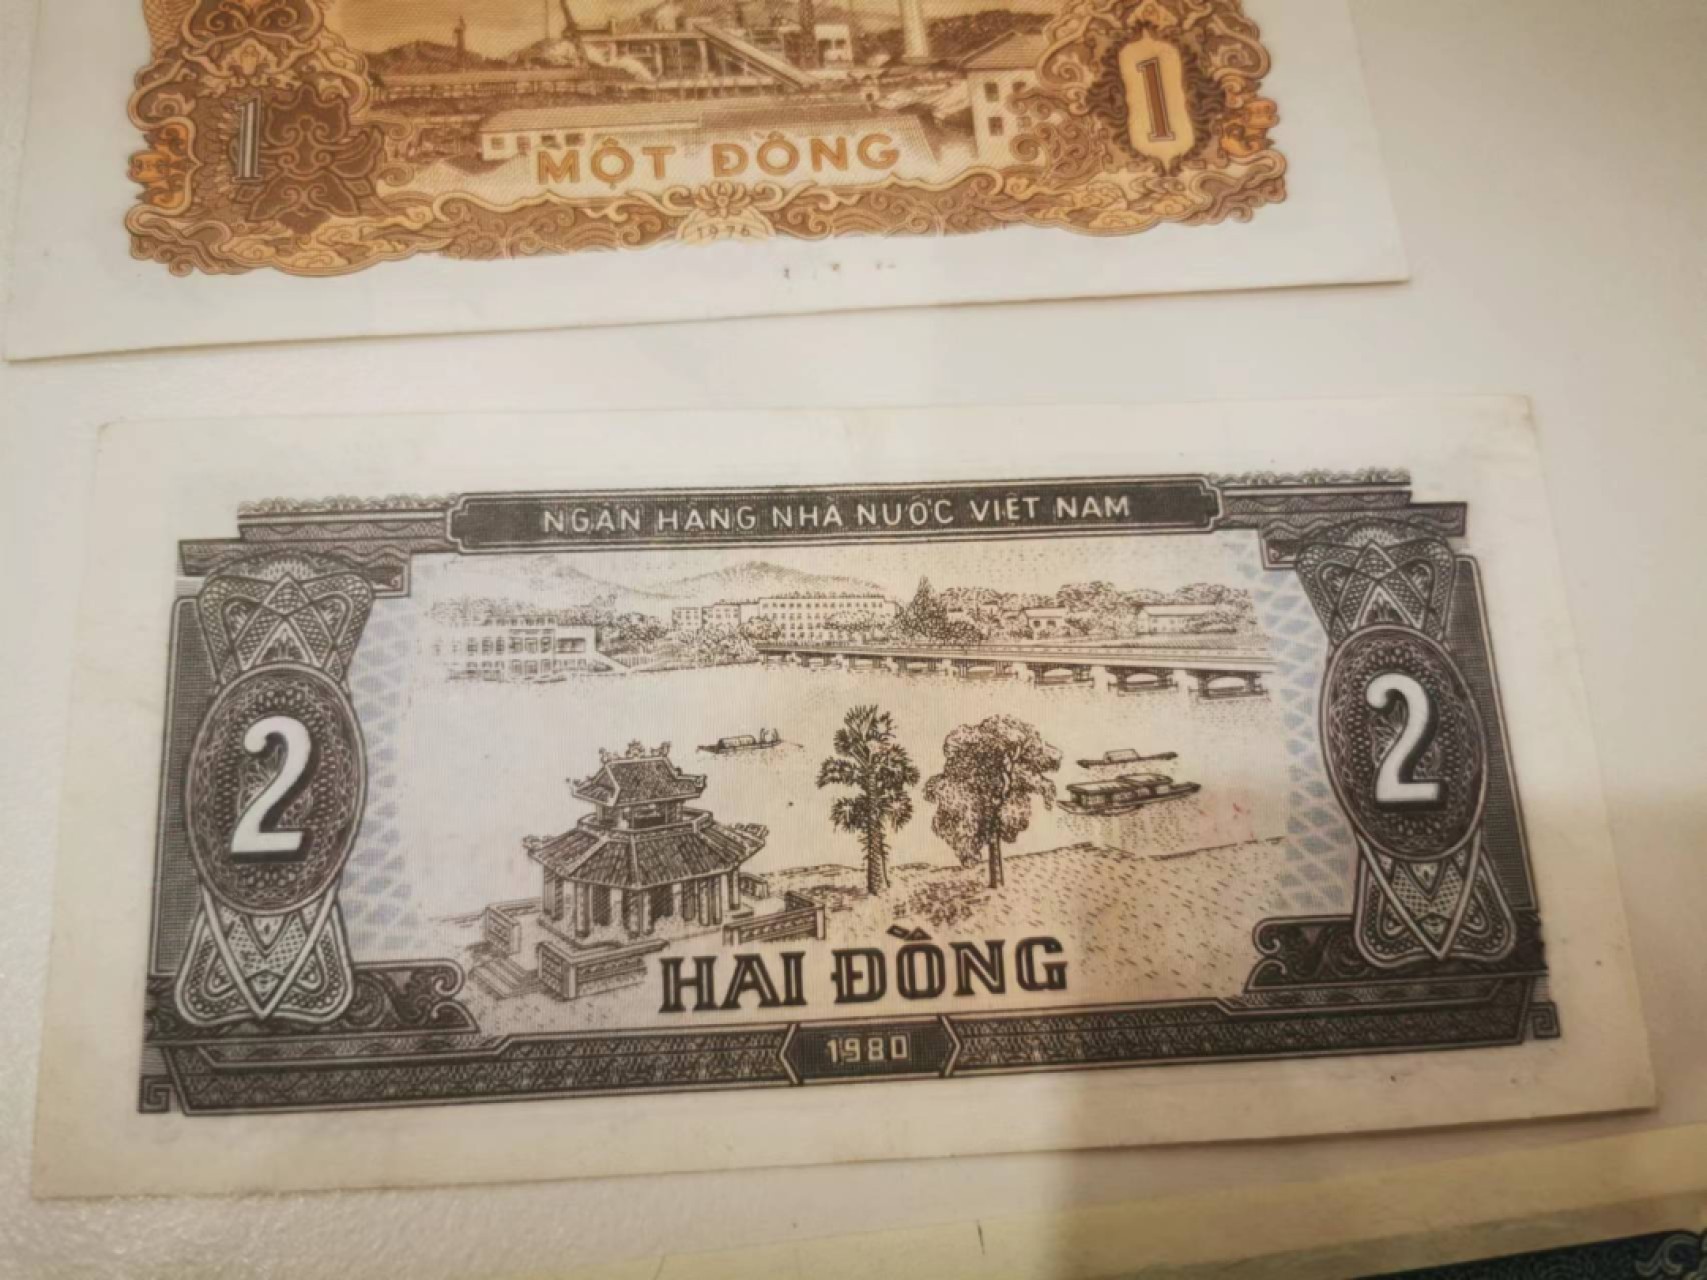 1
1
MỘT ĐỒNG
1976
NGÂN HÀNG NHÀ NƯỚC VIỆT NAM
2
2
HAI ĐỒNG
1980